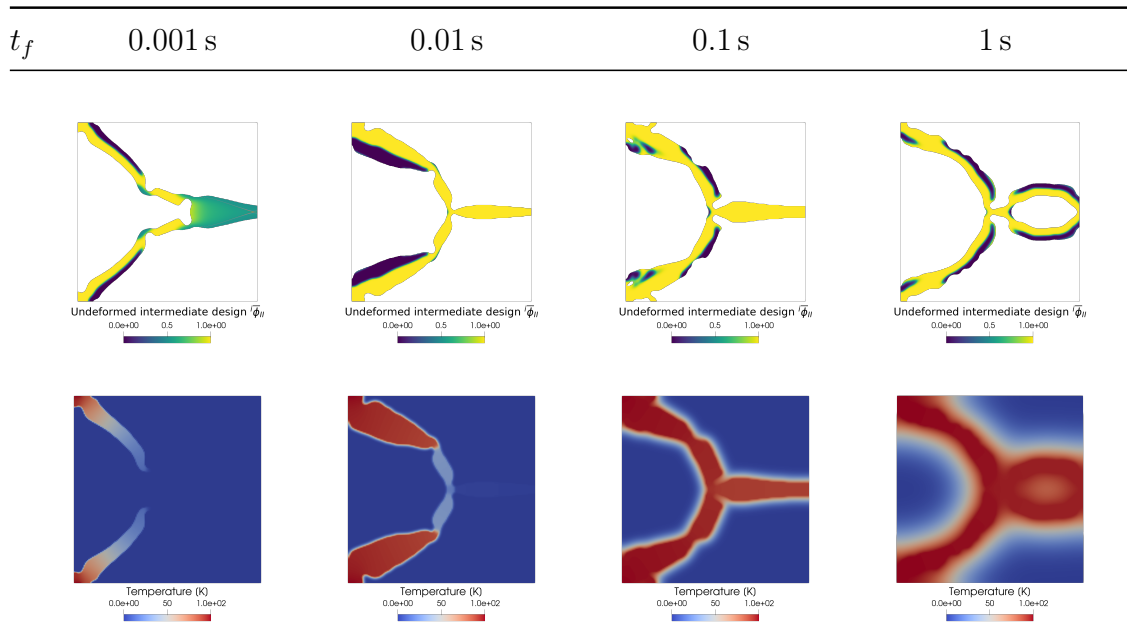 t_f 0.001 s 0.01 s 0.1 s 1 s
Undeformed intermediate design ′φ̅_II Undeformed intermediate design ′φ̅_II Undeformed intermediate design ′φ̅_II Undeformed intermediate design ′φ̅_II
0.0e+00 0.5 1.0e+00 0.0e+00 0.5 1.0e+00 0.0e+00 0.5 1.0e+00 0.0e+00 0.5 1.0e+00
Temperature (K) Temperature (K) Temperature (K) Temperature (K)
0.0e+00 50 1.0e+02 0.0e+00 50 1.0e+02 0.0e+00 50 1.0e+02 0.0e+00 50 1.0e+02